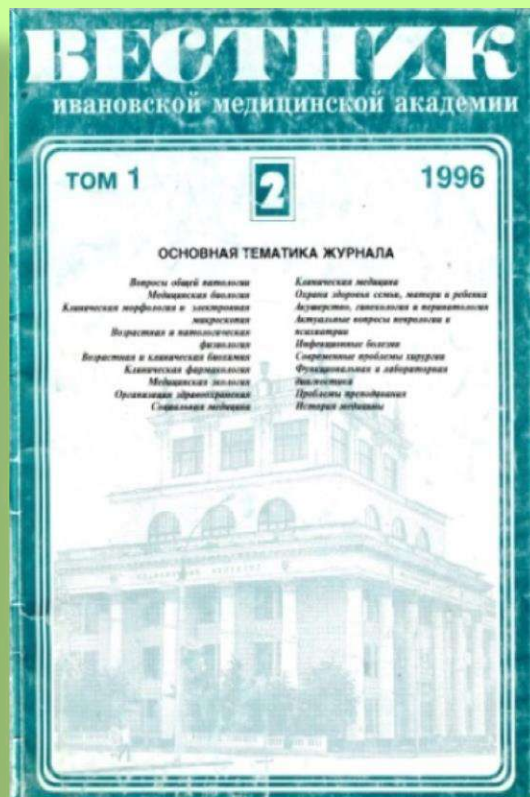 ВЕСТНИК
ивановской медицинской академии
ТОМ 1
2
1996
ОСНОВНАЯ ТЕМАТИКА ЖУРНАЛА
Вопросы общей патологии
Медицинская биология
Клиническая морфология и электронная
микроскопия
Возрастная и патологическая
физиология
Возрастная и клиническая биохимия
Клиническая фармакология
Медицинская экология
Организация здравоохранения
Социальная медицина
Клиническая медицина
Охрана здоровья семьи, матери и ребенка
Акушерство, гинекология и перинатология
Актуальные вопросы неврологии и
психиатрии
Инфекционные болезни
Современные проблемы хирургии
Функциональная и лабораторная
диагностика
Проблемы преподавания
История медицины